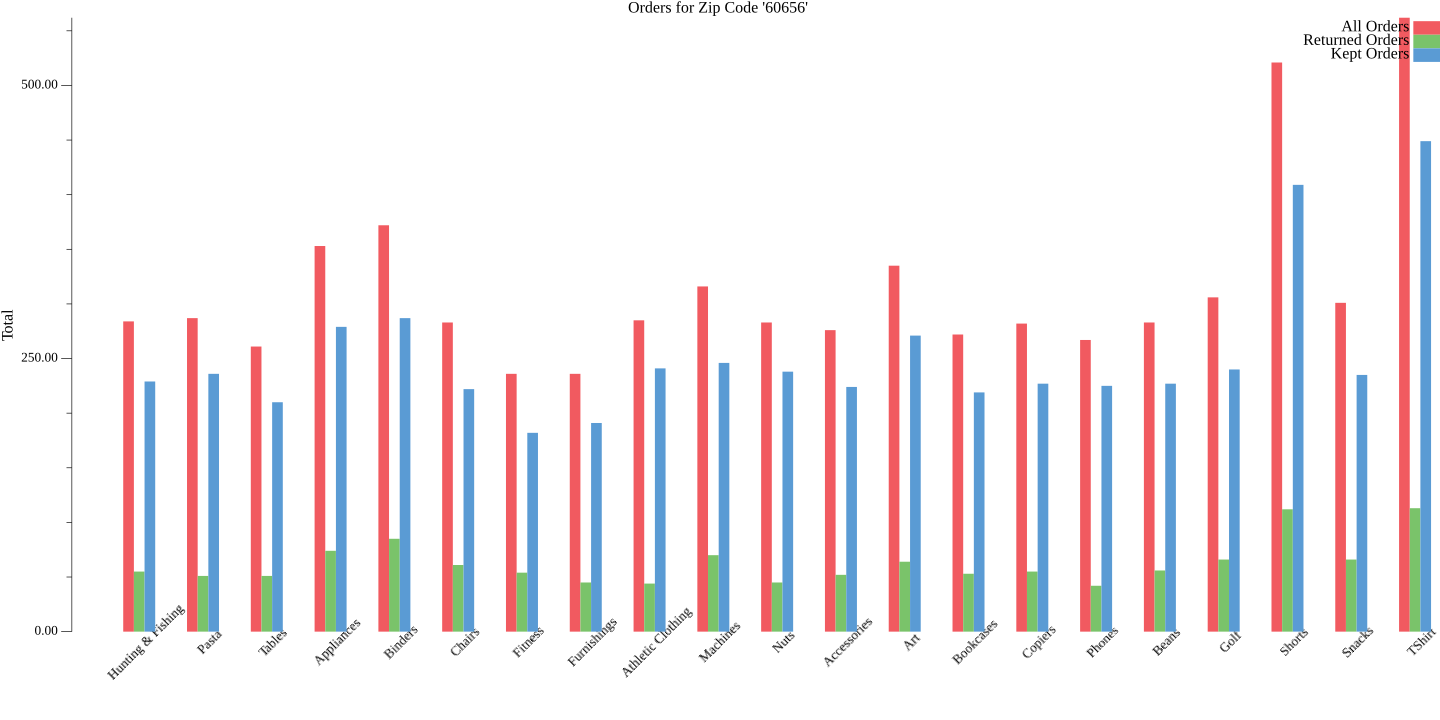 Orders for Zip Code '60656'
All Orders
Returned Orders
Kept Orders
Total
500.00
250.00
0.00
Hunting & Fishing
Pasta
Tables
Appliances
Binders
Chairs
Fitness
Furnishings
Athletic Clothing
Machines
Nuts
Accessories
Art
Bookcases
Copiers
Phones
Beans
Golf
Shorts
Snacks
TShirt